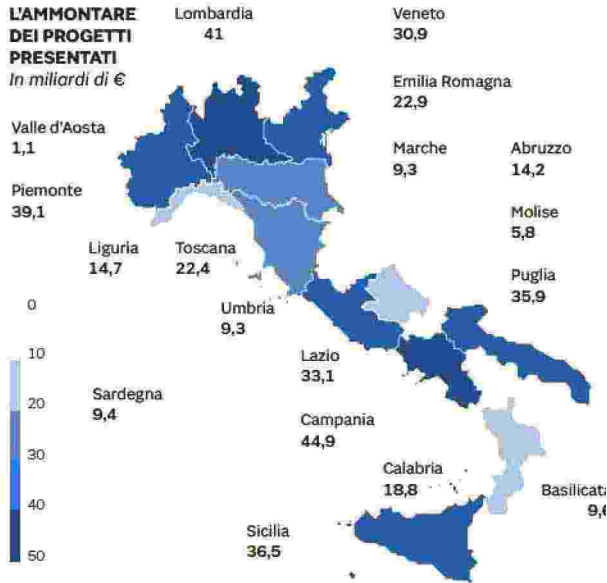 L'AMMONTARE
DEI PROGETTI
PRESENTATI
In miliardi di €
Lombardia
41
Veneto
30,9
Emilia Romagna
22,9
Valle d'Aosta
1,1
Marche
9,3
Abruzzo
14,2
Piemonte
39,1
Molise
5,8
Liguria
14,7
Toscana
22,4
Puglia
35,9
Umbria
9,3
Lazio
33,1
Sardegna
9,4
Campania
44,9
Calabria
18,8
Basilicata
9,6
Sicilia
36,5
0
10
20
30
40
50